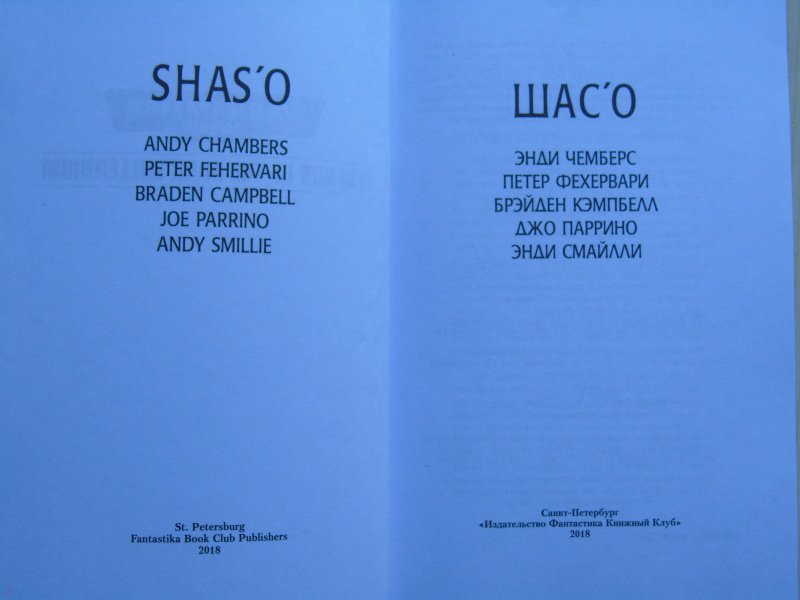 SHAS'O
ANDY CHAMBERS
PETER FEHERVARI
BRADEN CAMPBELL
JOE PARRINO
ANDY SMILLIE
St. Petersburg
Fantastika Book Club Publishers
2018
ШАС'О
ЭНДИ ЧЕМБЕРС
ПЕТЕР ФЕХЕРВАРИ
БРЭЙДЕН КЭМПБЕЛЛ
ДЖО ПАРРИНО
ЭНДИ СМАЙЛЛИ
Санкт-Петербург
«Издательство Фантастика Книжный Клуб»
2018